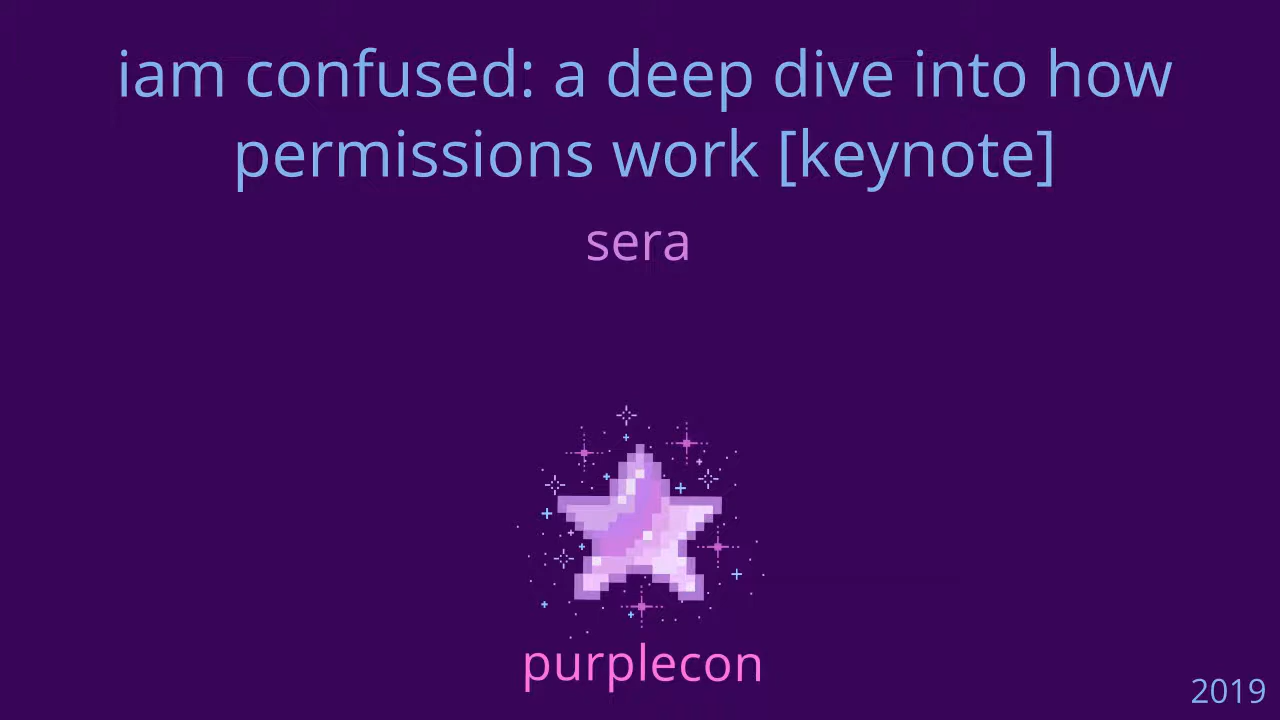 iam confused: a deep dive into how
permissions work [keynote]
sera
purplecon
2019